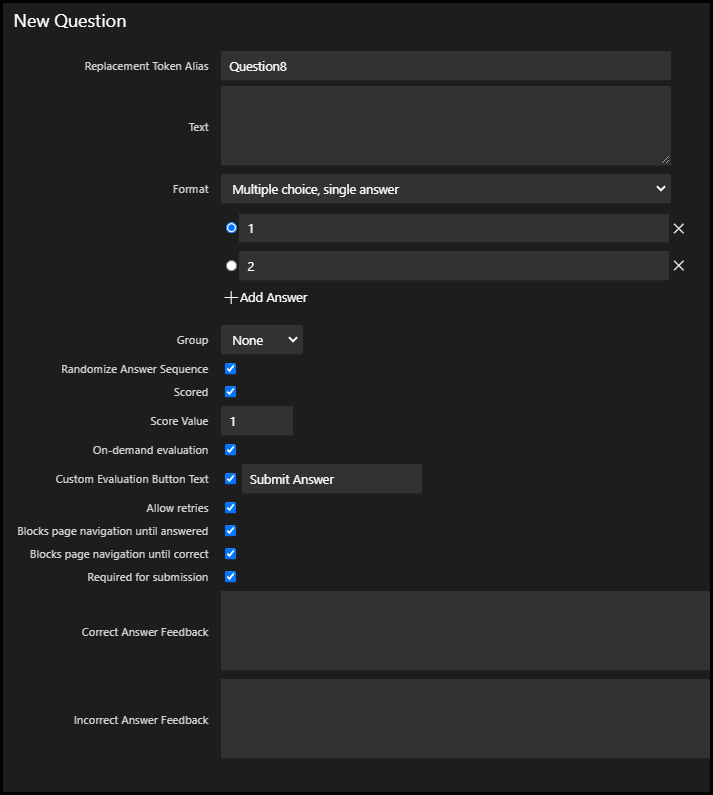 New Question
Replacement Token Alias Question8
Text
Format Multiple choice, single answer
1
2
Add Answer
Group None
Randomize Answer Sequence
Scored
Score Value 1
On-demand evaluation
Custom Evaluation Button Text Submit Answer
Allow retries
Blocks page navigation until answered
Blocks page navigation until correct
Required for submission
Correct Answer Feedback
Incorrect Answer Feedback